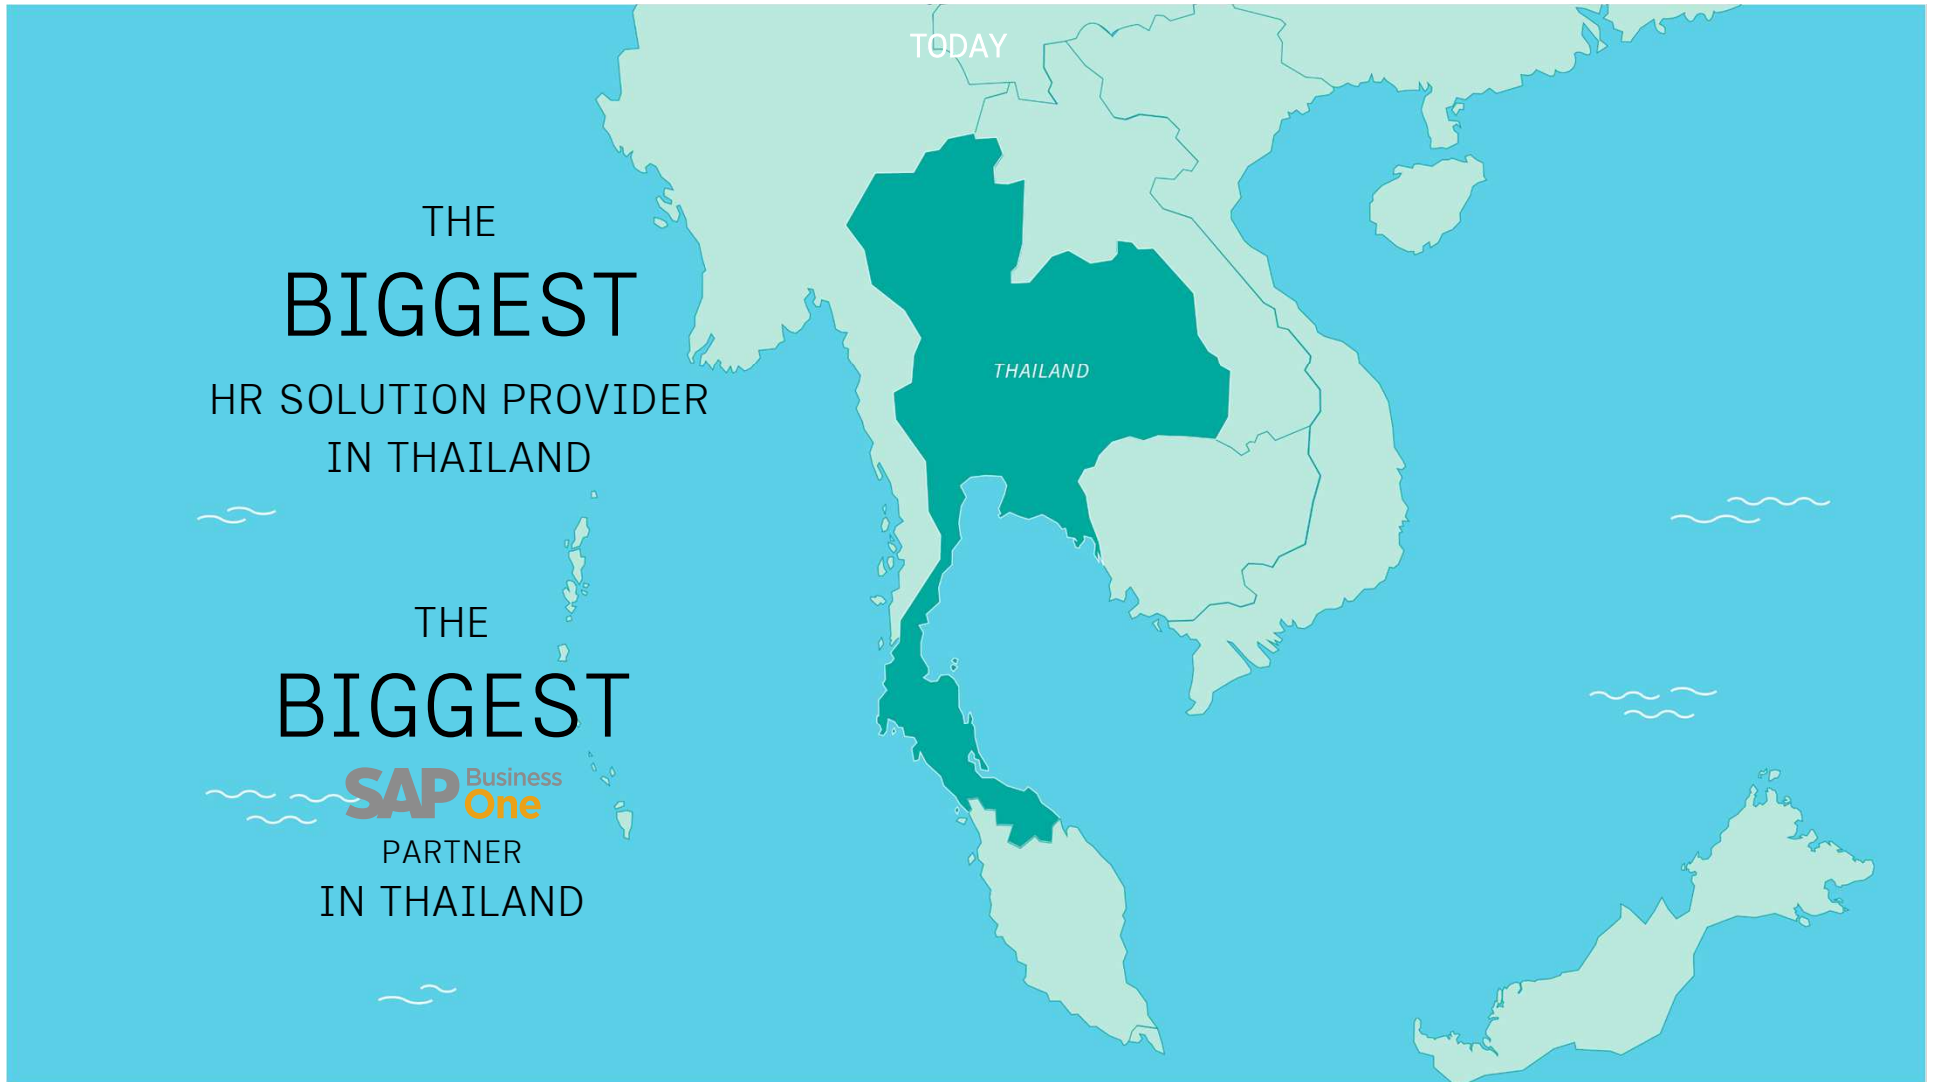 TODAY
THE
BIGGEST
HR SOLUTION PROVIDER
IN THAILAND
THAILAND
THE
BIGGEST
SAP Business
One
PARTNER
IN THAILAND